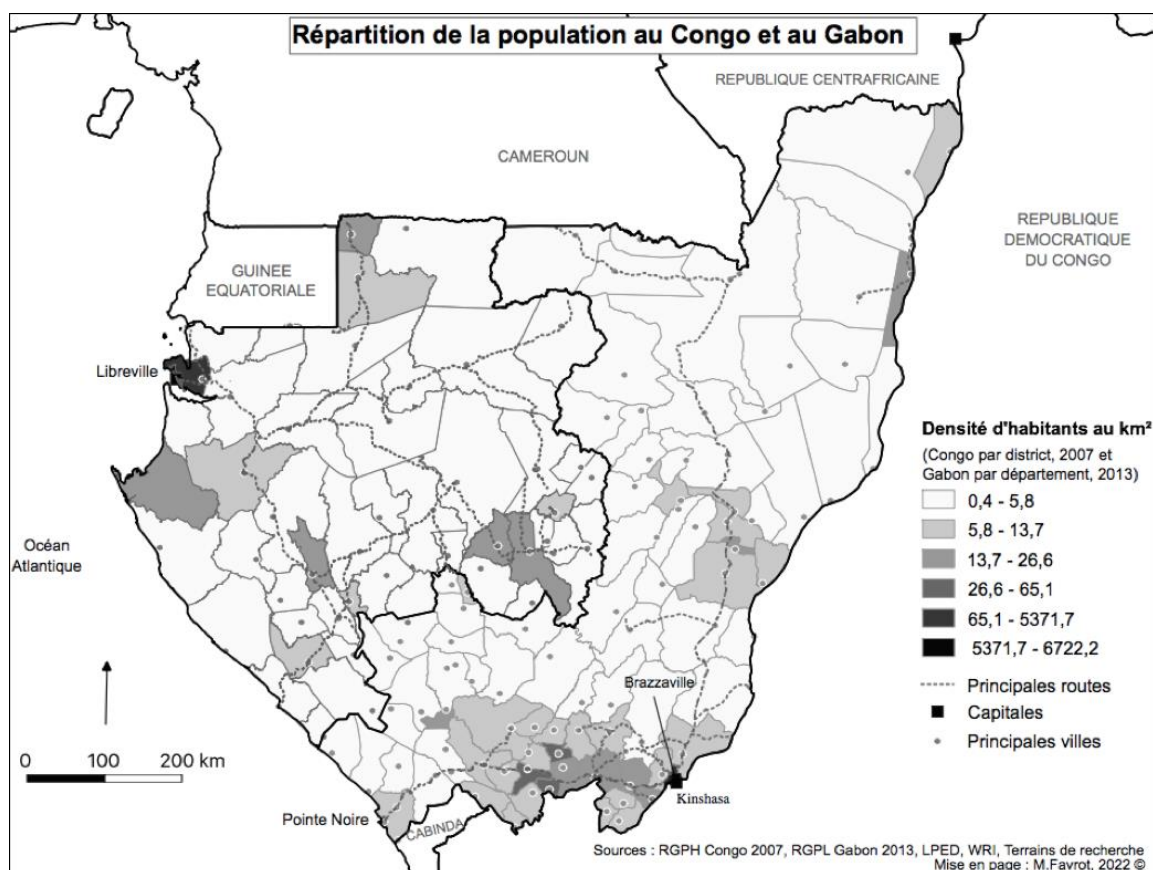 Répartition de la population au Congo et au Gabon
REPUBLIQUE CENTRAFRICAINE
CAMEROUN
REPUBLIQUE
DEMOCRATIQUE
DU CONGO
GUINEE
EQUATORIALE
Libreville
Densité d'habitants au km²
(Congo par district, 2007 et
Gabon par département, 2013)
0,4 - 5,8
5,8 - 13,7
13,7 - 26,6
26,6 - 65,1
65,1 - 5371,7
5371,7 - 6722,2
Principales routes
Capitales
Principales villes
Océan
Atlantique
Brazzaville
0 100 200 km
Kinshasa
Pointe Noire
CABINDA
Sources : RGPH Congo 2007, RGPL Gabon 2013, LPED, WRI, Terrains de recherche
Mise en page : M.Favrot, 2022 ©